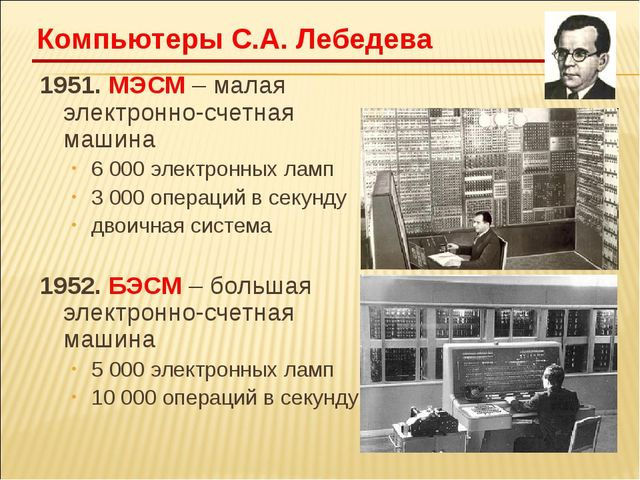 Компьютеры С.А. Лебедева
1951. МЭСМ – малая
электронно-счетная
машина
• 6 000 электронных ламп
• 3 000 операций в секунду
• двоичная система
1952. БЭСМ – большая
электронно-счетная
машина
• 5 000 электронных ламп
• 10 000 операций в секунду